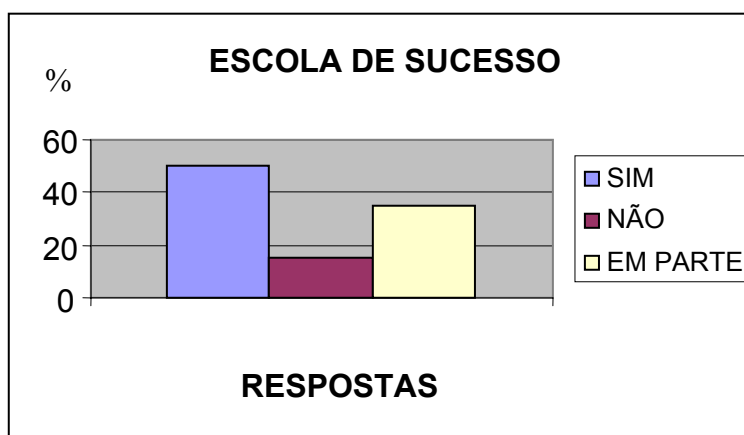 ESCOLA DE SUCESSO
%
60
40
20
0
SIM
NÃO
EM PARTE
RESPOSTAS